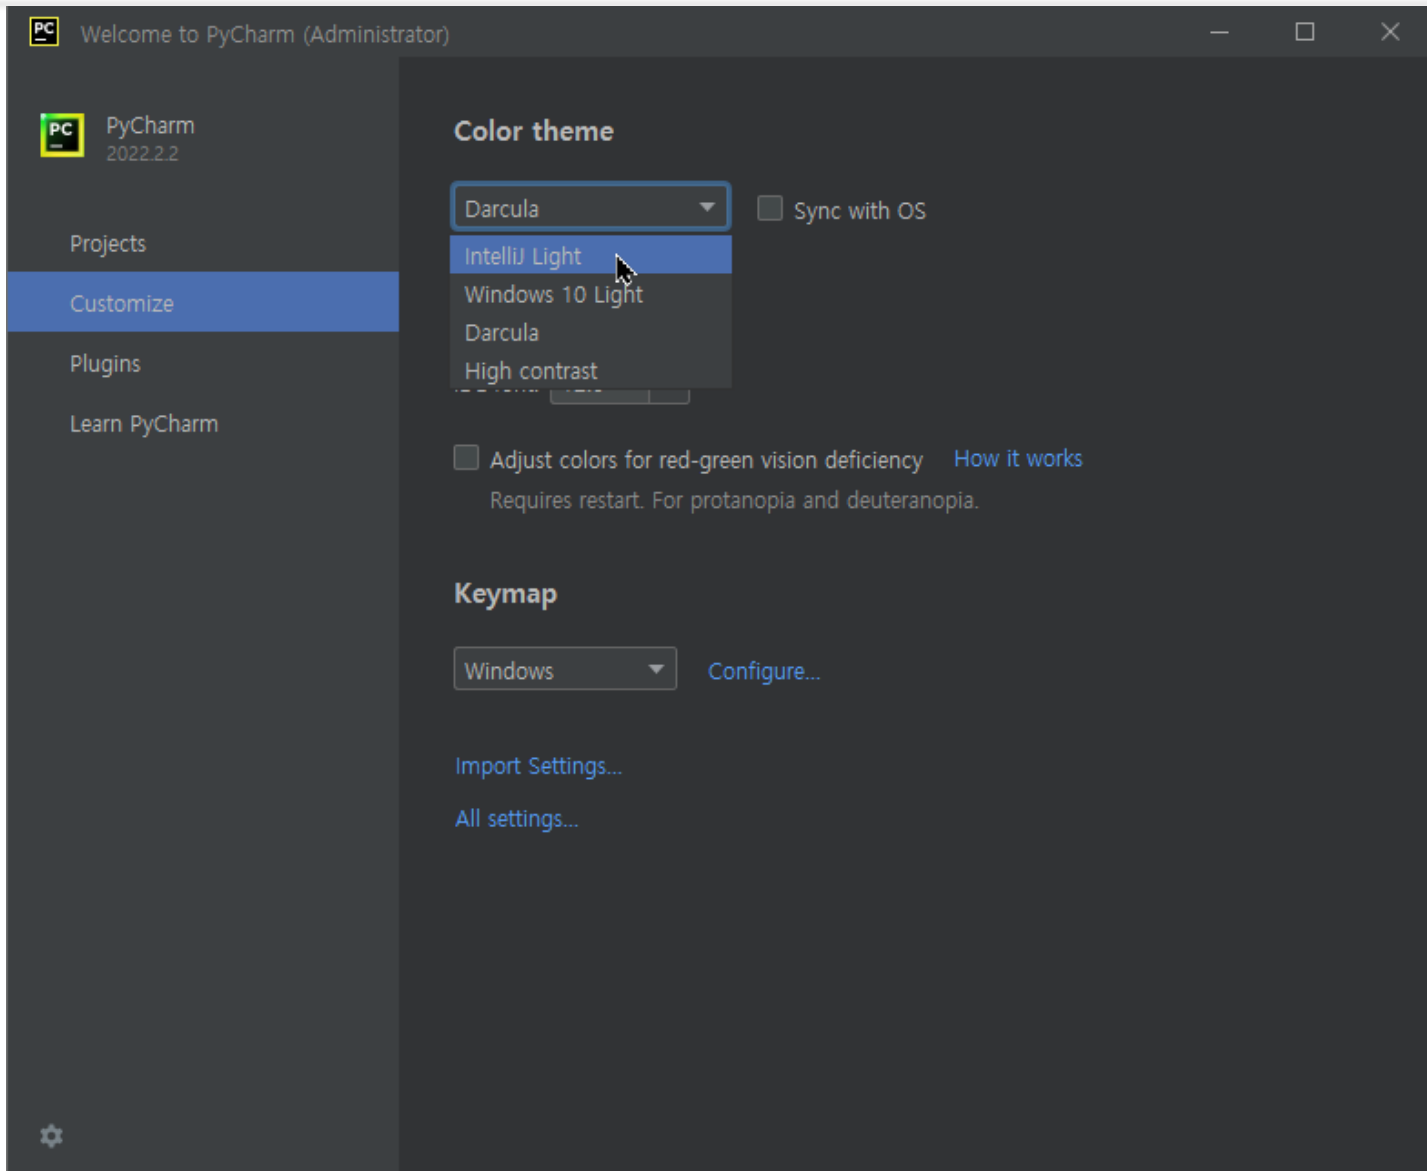 PC Welcome to PyCharm (Administrator)
PC PyCharm
2022.2.2
Projects
Customize
Plugins
Learn PyCharm
Color theme
Darcula
Sync with OS
IntelliJ Light
Windows 10 Light
Darcula
High contrast
Adjust colors for red-green vision deficiency How it works
Requires restart. For protanopia and deuteranopia.
Keymap
Windows Configure...
Import Settings...
All settings...